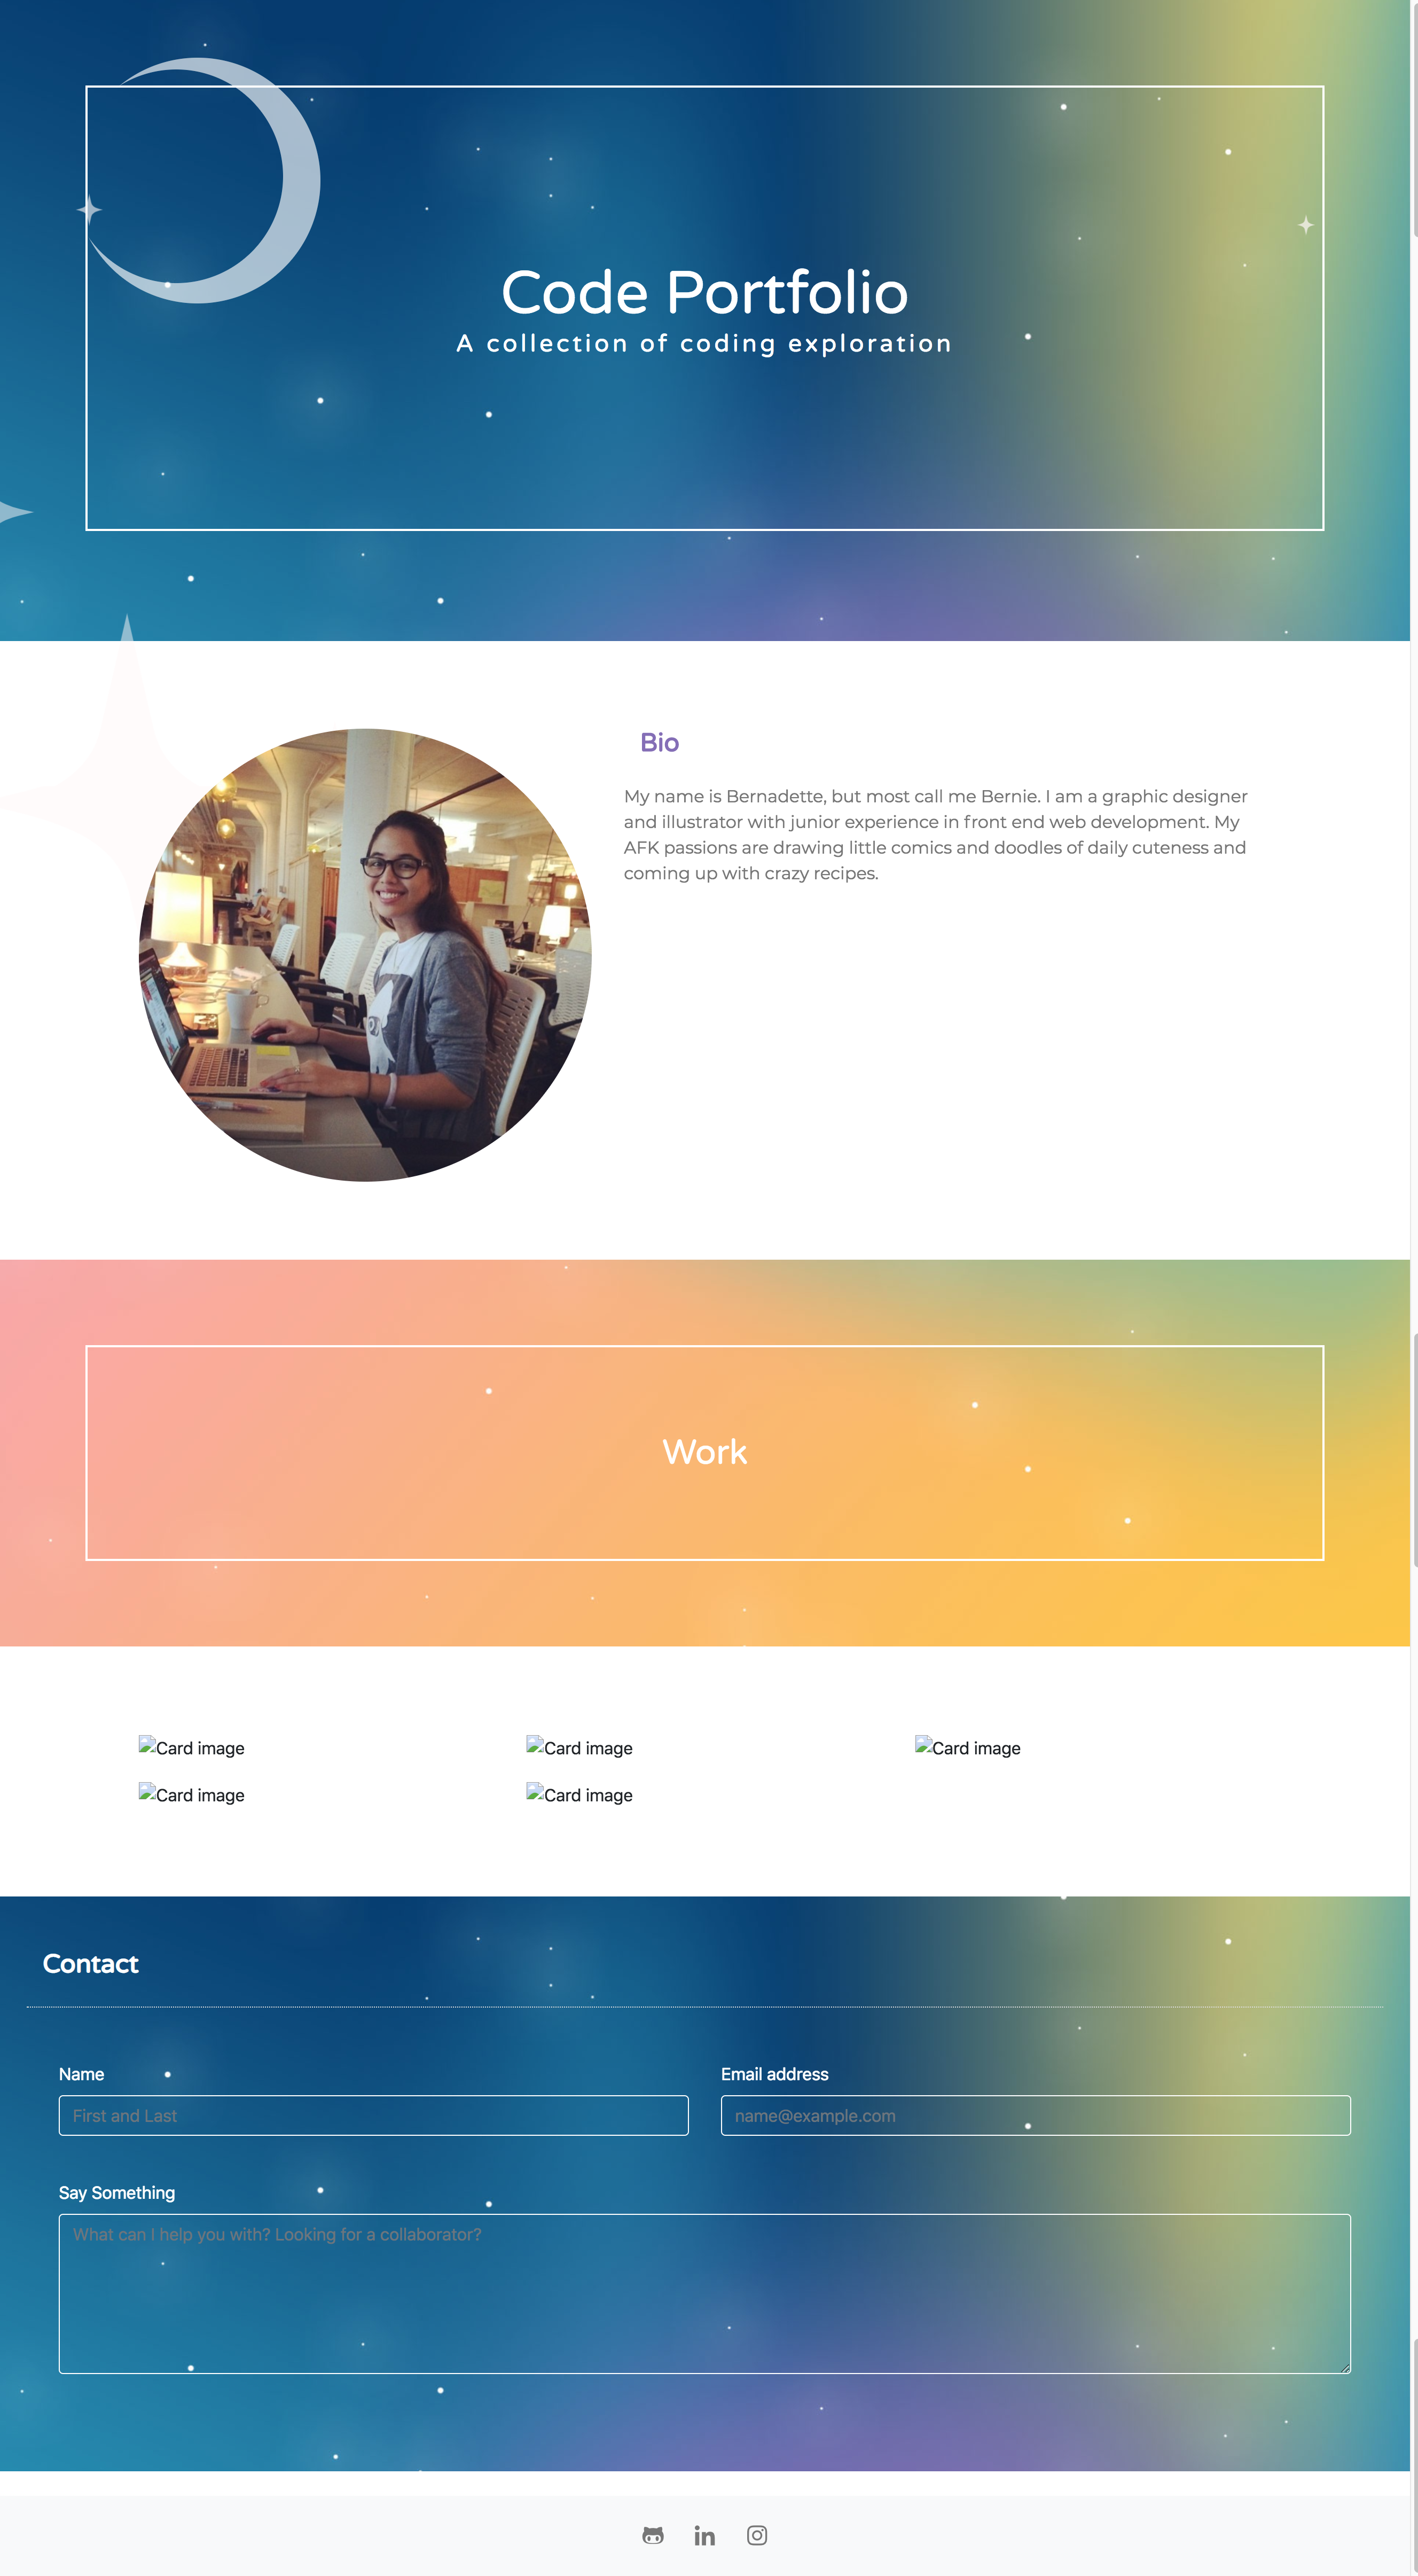 Code Portfolio
A collection of coding exploration
Bio
My name is Bernadette, but most call me Bernie. I am a graphic designer
and illustrator with junior experience in front end web development. My
AFK passions are drawing little comics and doodles of daily cuteness and
coming up with crazy recipes.
Work
Card image Card image Card image
Card image Card image
Contact
Name Email address
First and Last name@example.com
Say Something
What can I help you with? Looking for a collaborator?
in